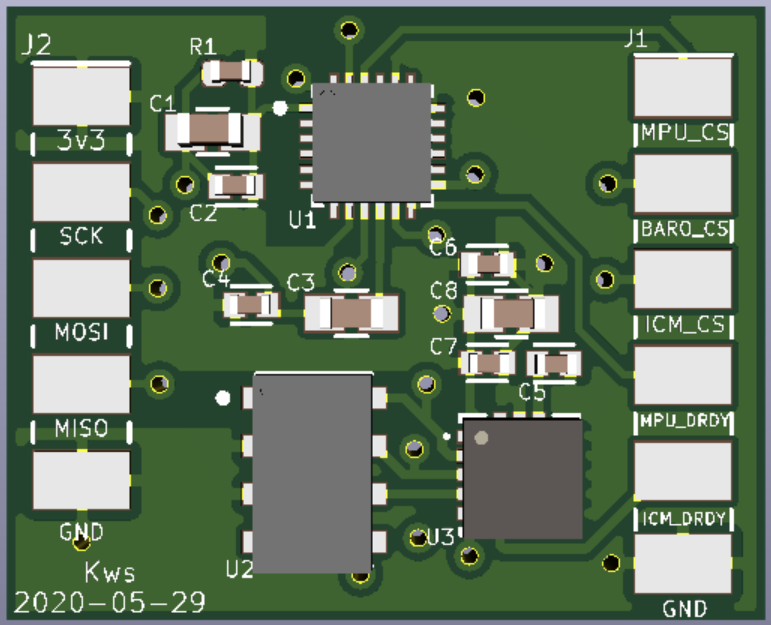 J2
R1
J1
C1
3v3
MPU_CS
C2
U1
SCK
BARO_CS
C6
C4
C3
C8
MOSI
ICM_CS
C7
C5
MISO
MPU_DRDY
GND
U3
ICM_DRDY
U2
Kws
2020-05-29
GND